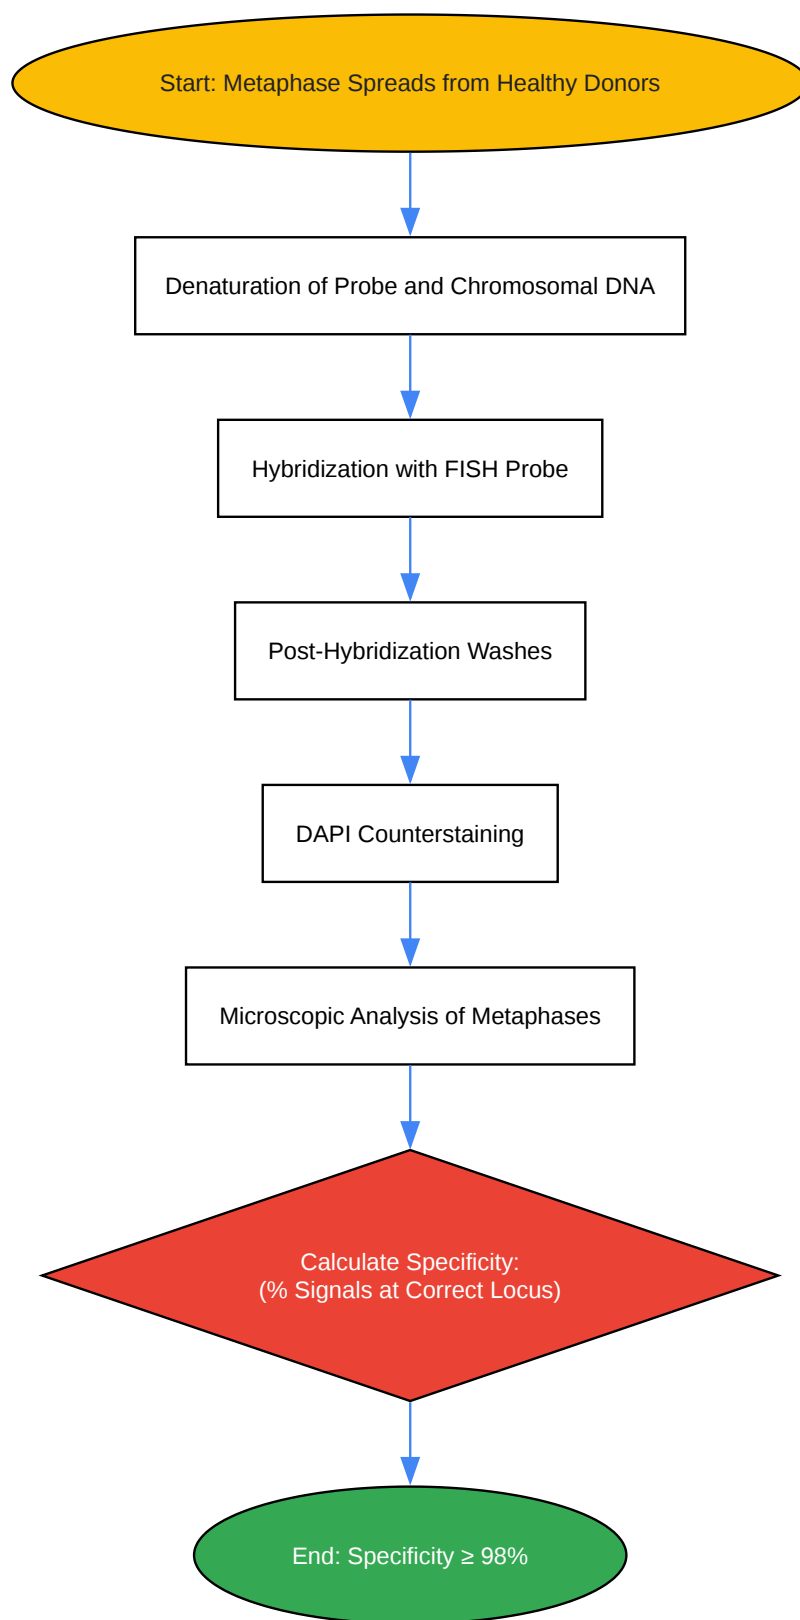 Start: Metaphase Spreads from Healthy Donors
Denaturation of Probe and Chromosomal DNA
Hybridization with FISH Probe
Post-Hybridization Washes
DAPI Counterstaining
Microscopic Analysis of Metaphases
Calculate Specificity:
(% Signals at Correct Locus)
End: Specificity ≥ 98%